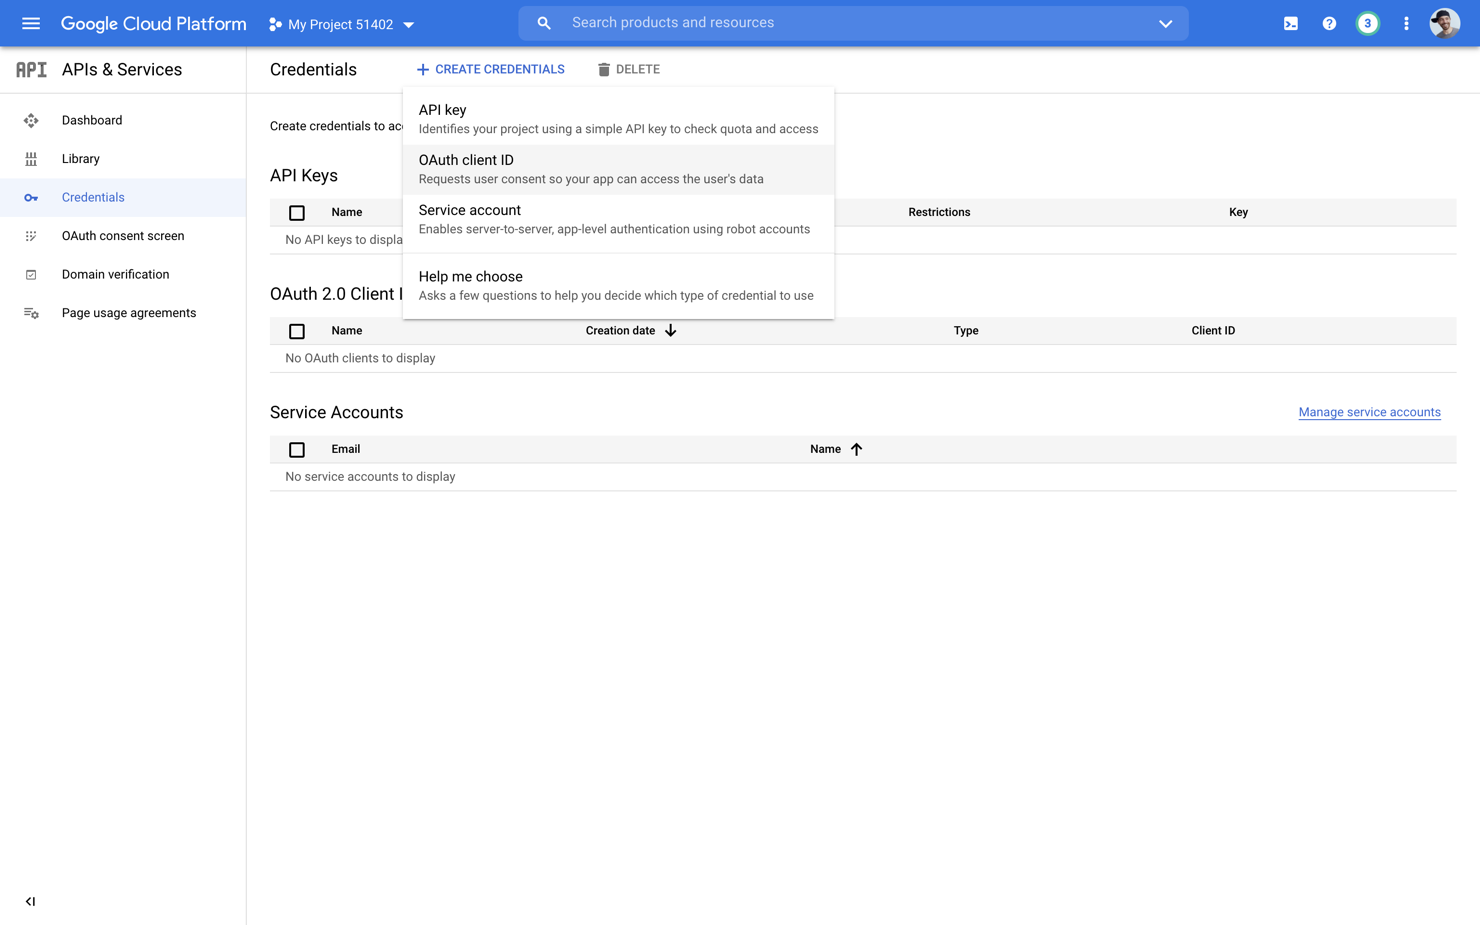 Google Cloud Platform
My Project 51402
Search products and resources
3
API APIs & Services
Credentials
CREATE CREDENTIALS
DELETE
Dashboard
Library
Credentials
OAuth consent screen
Domain verification
Page usage agreements
Create credentials to
API key
Identifies your project using a simple API key to check quota and access
OAuth client ID
Requests user consent so your app can access the user's data
Service account
Enables server-to-server, app-level authentication using robot accounts
Help me choose
Asks a few questions to help you decide which type of credential to use
API Keys
Name Restrictions Key
No API keys to displa
OAuth 2.0 Client I
Name Creation date Type Client ID
No OAuth clients to display
Service Accounts
Manage service accounts
Email Name
No service accounts to display